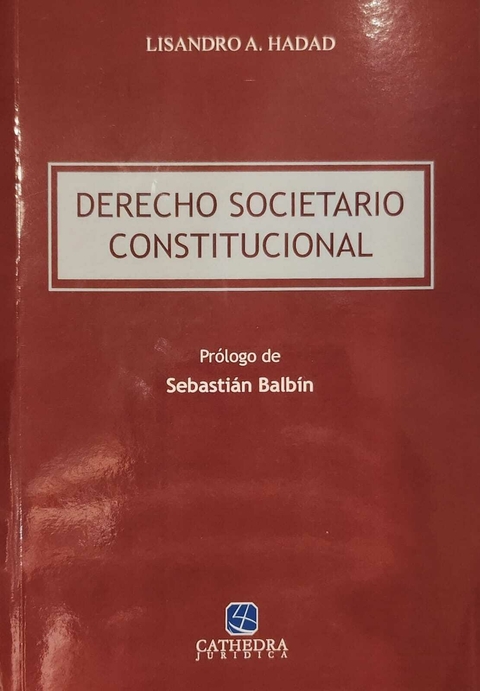 LISANDRO A. HADAD
DERECHO SOCIETARIO
CONSTITUCIONAL
Prólogo de
Sebastián Balbín
CATHEDRA
JURÍDICA